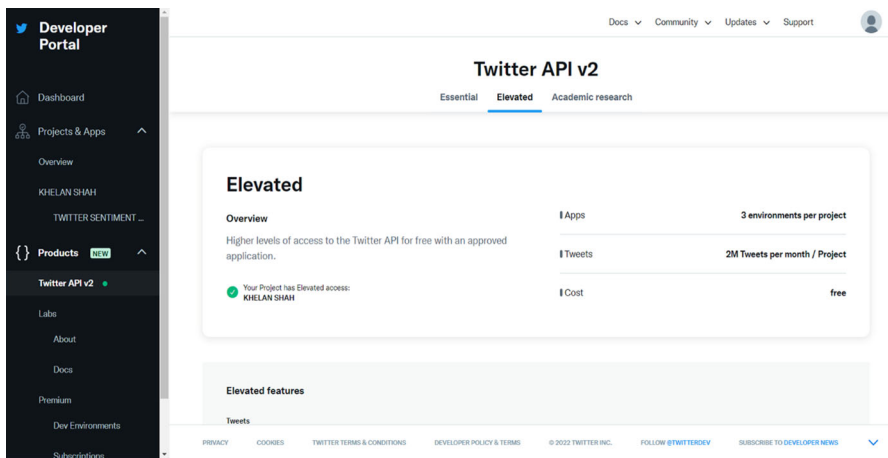 Developer
Portal
Dashboard
Projects & Apps
Overview
KHELAN SHAH
TWITTER SENTIMENT ...
{ } Products NEW
Twitter API v2
Labs
About
Docs
Premium
Dev Environments
Subscriptions
Docs Community Updates Support
Twitter API v2
Essential Elevated Academic research
Elevated
Overview
Higher levels of access to the Twitter API for free with an approved
application.
Your Project has Elevated access:
KHELAN SHAH
Apps 3 environments per project
Tweets 2M Tweets per month / Project
Cost free
Elevated features
Tweets
PRIVACY COOKIES TWITTER TERMS & CONDITIONS DEVELOPER POLICY & TERMS © 2022 TWITTER INC. FOLLOW @TWITTERDEV SUBSCRIBE TO DEVELOPER NEWS